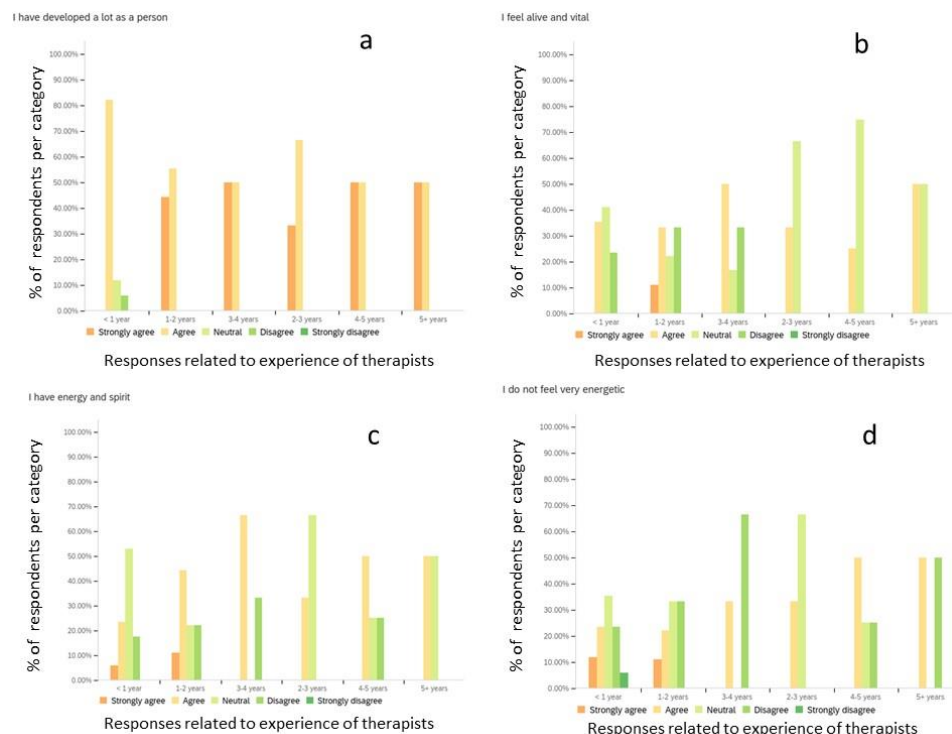 I have developed a lot as a person
a
% of respondents per category
100.00%
90.00%
80.00%
70.00%
60.00%
50.00%
40.00%
30.00%
20.00%
10.00%
0.00%
< 1 year 1-2 years 3-4 years 2-3 years 4-5 years 5+ years
Strongly agree Agree Neutral Disagree Strongly disagree
Responses related to experience of therapists
I feel alive and vital
b
% of respondents per category
100.00%
90.00%
80.00%
70.00%
60.00%
50.00%
40.00%
30.00%
20.00%
10.00%
0.00%
< 1 year 1-2 years 3-4 years 2-3 years 4-5 years 5+ years
Strongly agree Agree Neutral Disagree Strongly disagree
Responses related to experience of therapists
I have energy and spirit
c
% of respondents per category
100.00%
90.00%
80.00%
70.00%
60.00%
50.00%
40.00%
30.00%
20.00%
10.00%
0.00%
< 1 year 1-2 years 3-4 years 2-3 years 4-5 years 5+ years
Strongly agree Agree Neutral Disagree Strongly disagree
Responses related to experience of therapists
I do not feel very energetic
d
% of respondents per category
100.00%
90.00%
80.00%
70.00%
60.00%
50.00%
40.00%
30.00%
20.00%
10.00%
0.00%
< 1 year 1-2 years 3-4 years 2-3 years 4-5 years 5+ years
Strongly agree Agree Neutral Disagree Strongly disagree
Responses related to experience of therapists